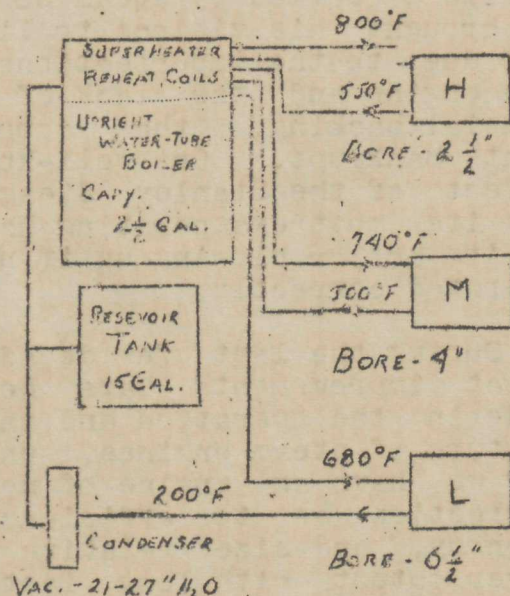 800°F
SUPERHEATER
REHEAT COILS
550°F
H
BORE - 2 1/2"
UPRIGHT
WATER-TUBE
BOILER
CAPY.
2 1/2 GAL.
740°F
500°F
M
BORE - 4"
RESEVOIR
TANK
15 GAL.
680°F
200°F
L
CONDENSER
BORE - 6 1/2"
VAC. - 21-27" H2O